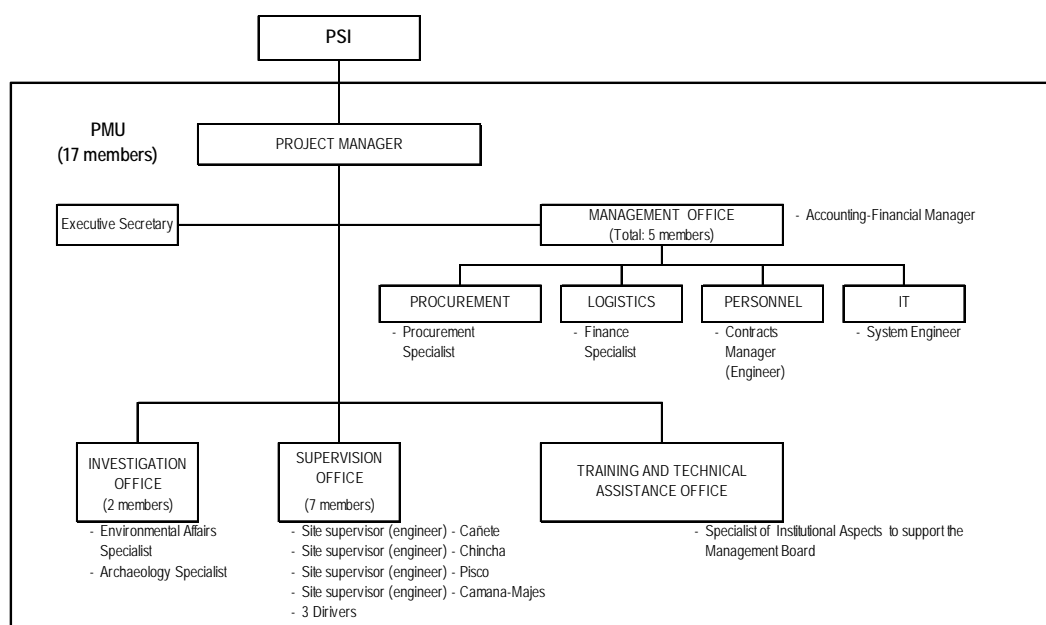 PSI
PMU
(17 members)
PROJECT MANAGER
Executive Secretary
MANAGEMENT OFFICE
(Total: 5 members)
- Accounting-Financial Manager
PROCUREMENT
- Procurement
Specialist
LOGISTICS
- Finance
Specialist
PERSONNEL
- Contracts
Manager
(Engineer)
IT
- System Engineer
INVESTIGATION
OFFICE
(2 members)
- Environmental Affairs
Specialist
- Archaeology Specialist
SUPERVISION
OFFICE
(7 members)
- Site supervisor (engineer) - Cañete
- Site supervisor (engineer) - Chincha
- Site supervisor (engineer) - Pisco
- Site supervisor (engineer) - Camana-Majes
- 3 Dirivers
TRAINING AND TECHNICAL
ASSISTANCE OFFICE
- Specialist of Institutional Aspects to support the
Management Board